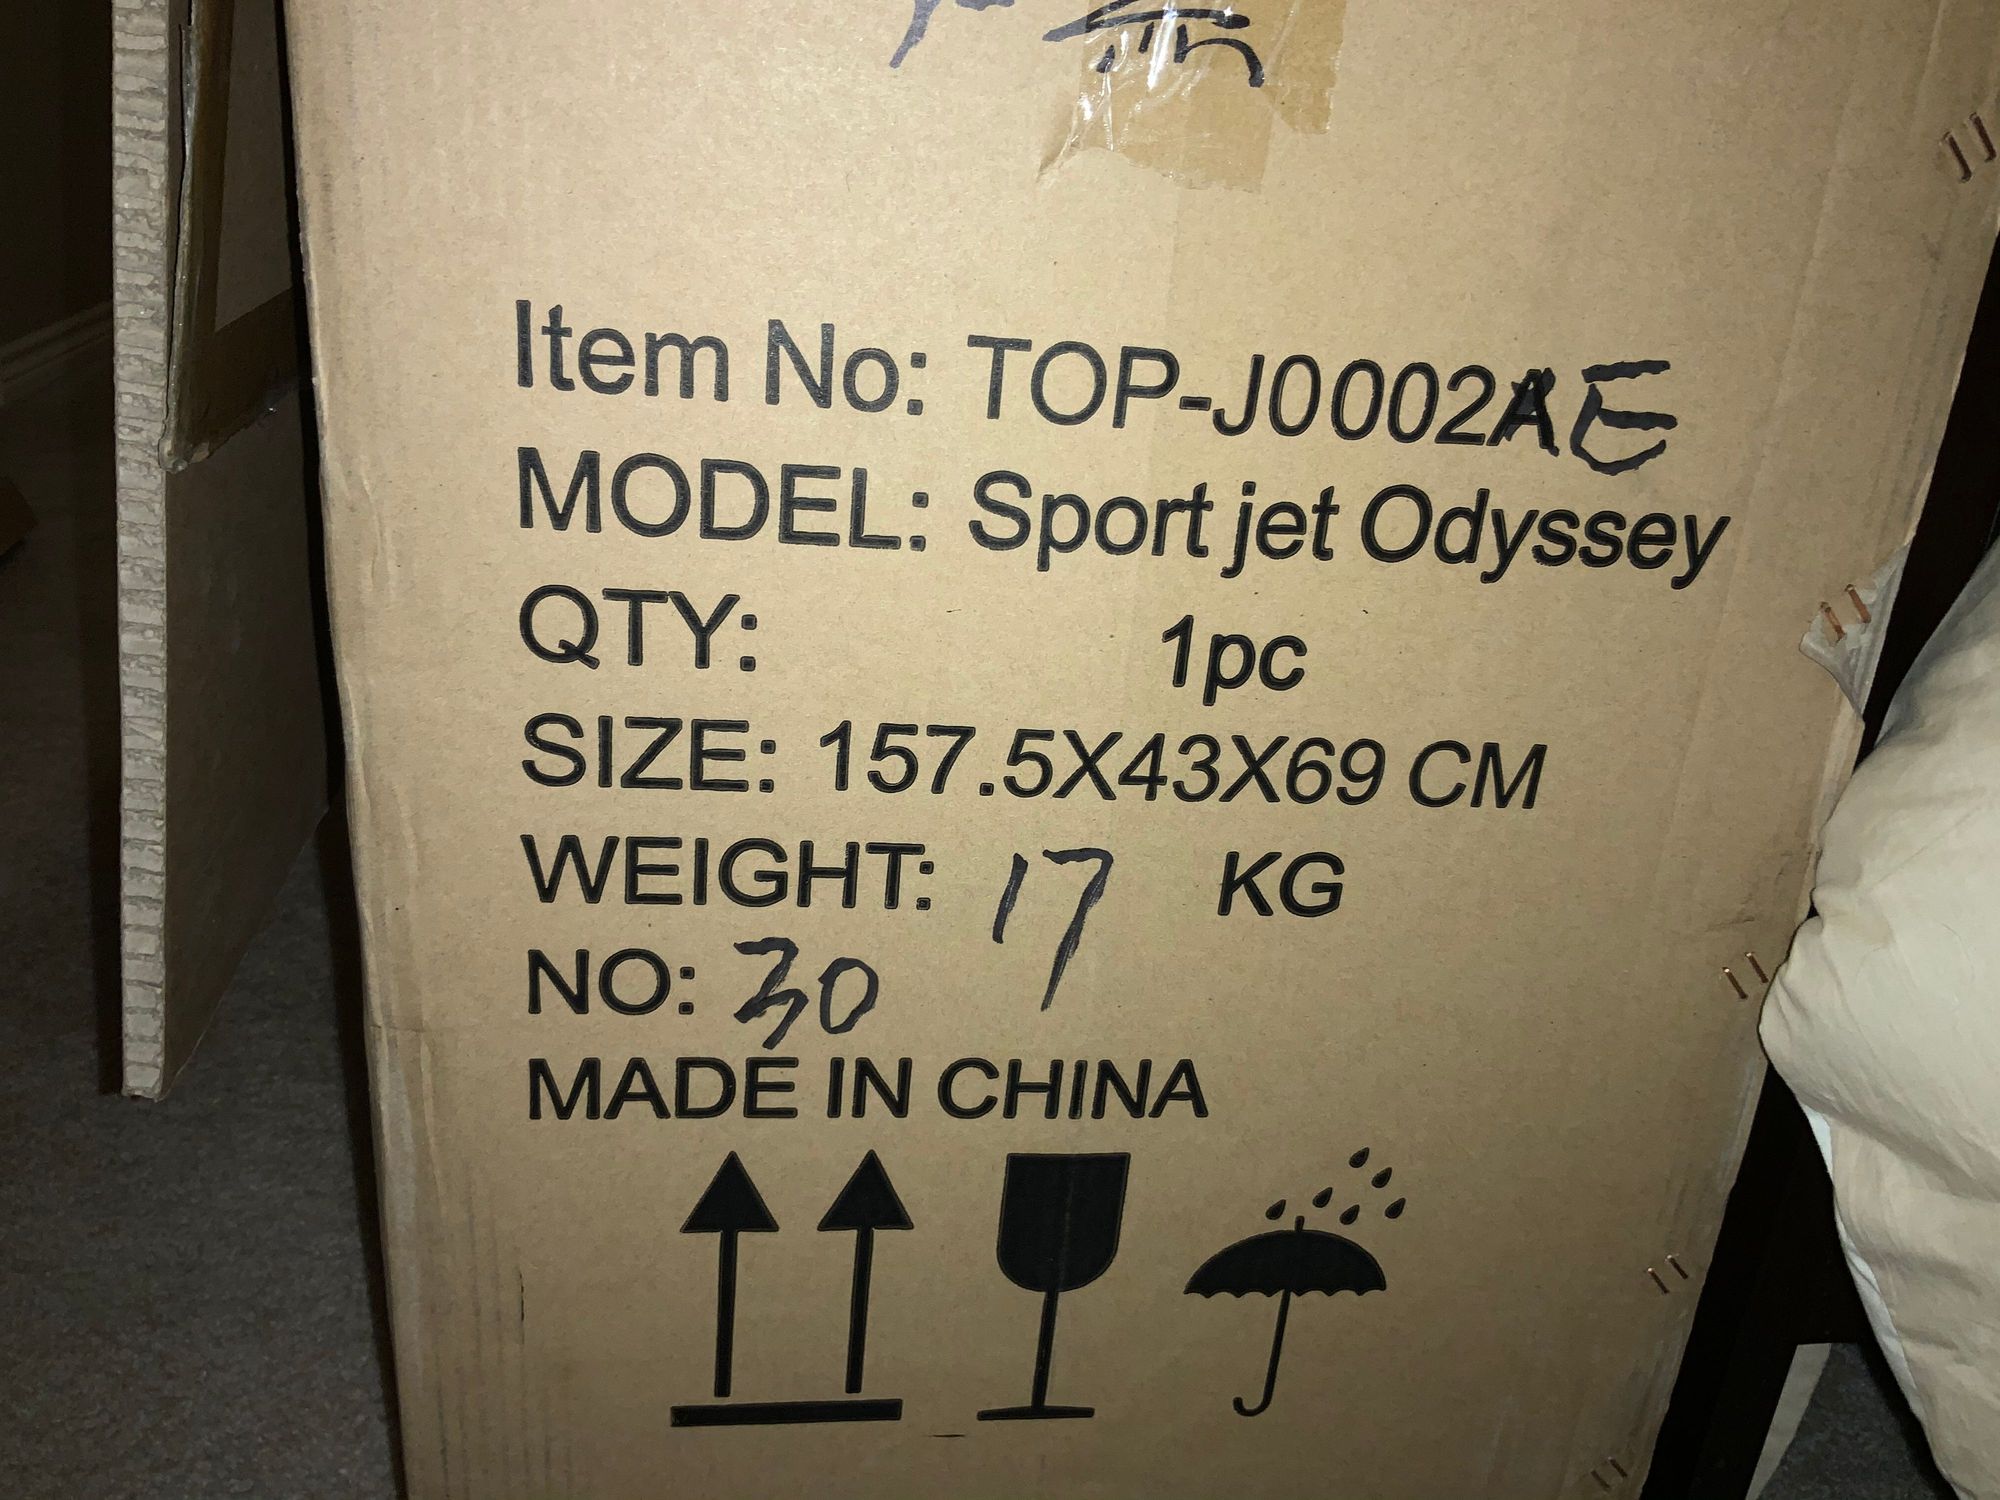 Item No: TOP-J0002AE
MODEL: Sport jet Odyssey
QTY: 1pc
SIZE: 157.5X43X69 CM
WEIGHT: 17 KG
NO: 30
MADE IN CHINA